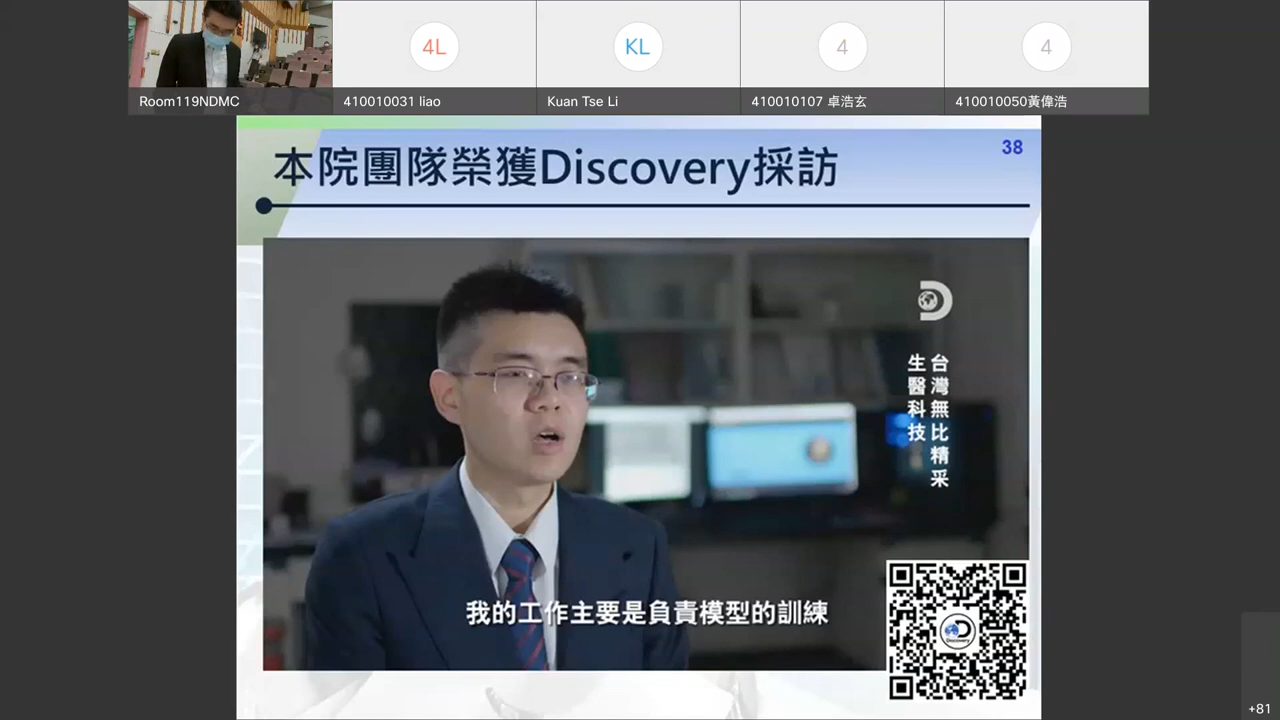 4L
KL
4
4
Room119NDMC
410010031 liao
Kuan Tse Li
410010107 卓浩玄
410010050黃偉浩
本院團隊榮獲Discovery採訪
38
台灣無比精采
生醫科技
我的工作主要是負責模型的訓練
Discovery
+81